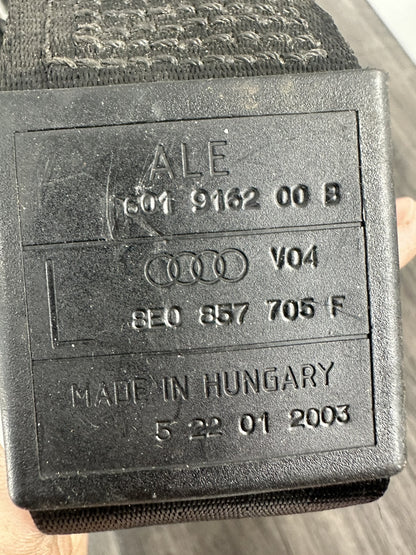 A ALE
601 9162 00 B
V04
8E0 857 705 F
MADE IN HUNGARY
5 22 01 2003